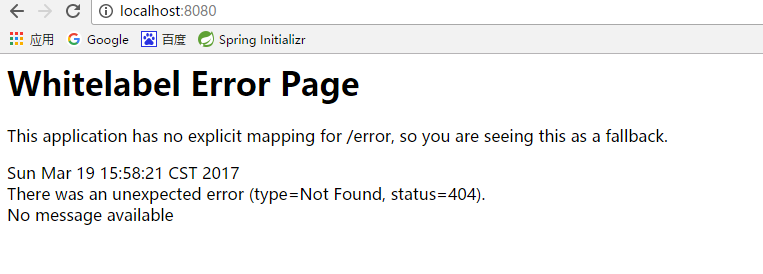 localhost:8080
应用 Google 百度 Spring Initializr
Whitelabel Error Page
This application has no explicit mapping for /error, so you are seeing this as a fallback.
Sun Mar 19 15:58:21 CST 2017
There was an unexpected error (type=Not Found, status=404).
No message available